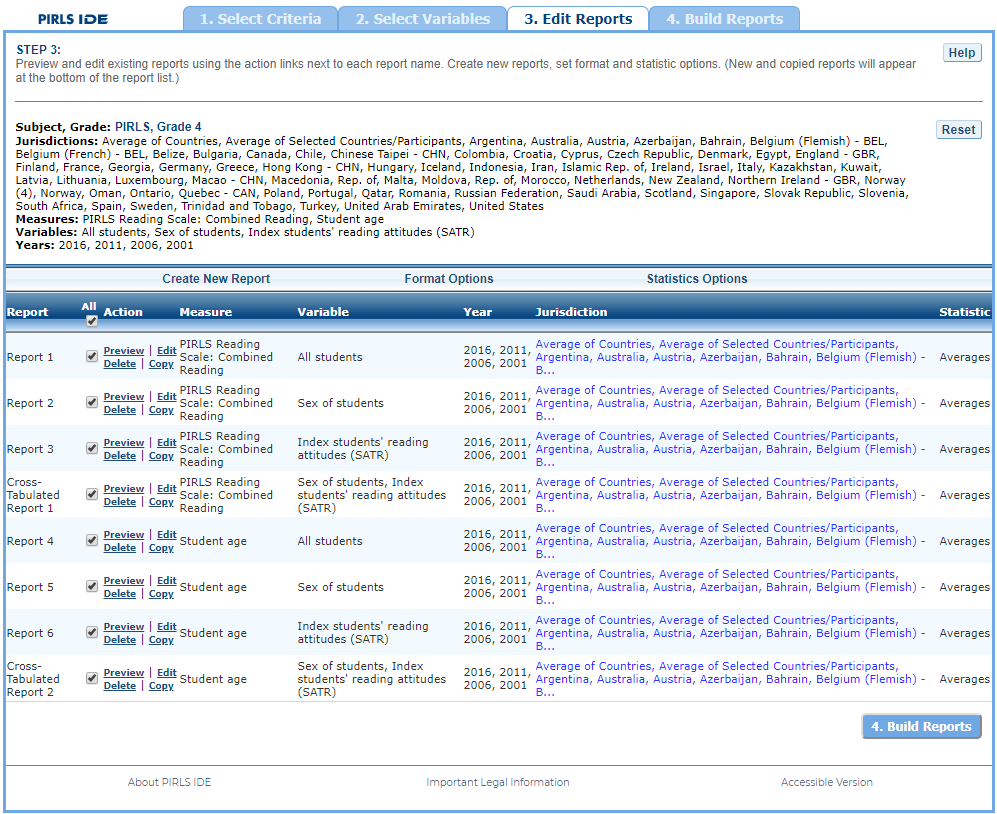 PIRLS IDE
1. Select Criteria
2. Select Variables
3. Edit Reports
4. Build Reports
STEP 3:
Help
Preview and edit existing reports using the action links next to each report name. Create new reports, set format and statistic options. (New and copied reports will appear
at the bottom of the report list.)
Subject, Grade: PIRLS, Grade 4
Reset
Jurisdictions: Average of Countries, Average of Selected Countries/Participants, Argentina, Australia, Austria, Azerbaijan, Bahrain, Belgium (Flemish) - BEL,
Belgium (French) - BEL, Belize, Bulgaria, Canada, Chile, Chinese Taipei - CHN, Colombia, Croatia, Cyprus, Czech Republic, Denmark, Egypt, England - GBR,
Finland, France, Georgia, Germany, Greece, Hong Kong - CHN, Hungary, Iceland, Indonesia, Iran, Islamic Rep. of, Ireland, Israel, Italy, Kazakhstan, Kuwait,
Latvia, Lithuania, Luxembourg, Macao - CHN, Macedonia, Rep. of, Malta, Moldova, Rep. of, Morocco, Netherlands, New Zealand, Northern Ireland - GBR, Norway
(4), Norway, Oman, Ontario, Quebec - CAN, Poland, Portugal, Qatar, Romania, Russian Federation, Saudi Arabia, Scotland, Singapore, Slovak Republic, Slovenia,
South Africa, Spain, Sweden, Trinidad and Tobago, Turkey, United Arab Emirates, United States
Measures: PIRLS Reading Scale: Combined Reading, Student age
Variables: All students, Sex of students, Index students' reading attitudes (SATR)
Years: 2016, 2011, 2006, 2001
Create New Report
Format Options
Statistics Options
Report
All
Action
Measure
Variable
Year
Jurisdiction
Statistic
Report 1
Preview | Edit
Delete | Copy
PIRLS Reading
Scale: Combined
Reading
All students
2016, 2011,
2006, 2001
Average of Countries, Average of Selected Countries/Participants,
Argentina, Australia, Austria, Azerbaijan, Bahrain, Belgium (Flemish) -
B...
Averages
Report 2
Preview | Edit
Delete | Copy
PIRLS Reading
Scale: Combined
Reading
Sex of students
2016, 2011,
2006, 2001
Average of Countries, Average of Selected Countries/Participants,
Argentina, Australia, Austria, Azerbaijan, Bahrain, Belgium (Flemish) -
B...
Averages
Report 3
Preview | Edit
Delete | Copy
PIRLS Reading
Scale: Combined
Reading
Index students' reading
attitudes (SATR)
2016, 2011,
2006, 2001
Average of Countries, Average of Selected Countries/Participants,
Argentina, Australia, Austria, Azerbaijan, Bahrain, Belgium (Flemish) -
B...
Averages
Cross-
Tabulated
Report 1
Preview | Edit
Delete | Copy
PIRLS Reading
Scale: Combined
Reading
Sex of students, Index
students' reading attitudes
(SATR)
2016, 2011,
2006, 2001
Average of Countries, Average of Selected Countries/Participants,
Argentina, Australia, Austria, Azerbaijan, Bahrain, Belgium (Flemish) -
B...
Averages
Report 4
Preview | Edit
Delete | Copy
Student age
All students
2016, 2011,
2006, 2001
Average of Countries, Average of Selected Countries/Participants,
Argentina, Australia, Austria, Azerbaijan, Bahrain, Belgium (Flemish) -
B...
Averages
Report 5
Preview | Edit
Delete | Copy
Student age
Sex of students
2016, 2011,
2006, 2001
Average of Countries, Average of Selected Countries/Participants,
Argentina, Australia, Austria, Azerbaijan, Bahrain, Belgium (Flemish) -
B...
Averages
Report 6
Preview | Edit
Delete | Copy
Student age
Index students' reading
attitudes (SATR)
2016, 2011,
2006, 2001
Average of Countries, Average of Selected Countries/Participants,
Argentina, Australia, Austria, Azerbaijan, Bahrain, Belgium (Flemish) -
B...
Averages
Cross-
Tabulated
Report 2
Preview | Edit
Delete | Copy
Student age
Sex of students, Index
students' reading attitudes
(SATR)
2016, 2011,
2006, 2001
Average of Countries, Average of Selected Countries/Participants,
Argentina, Australia, Austria, Azerbaijan, Bahrain, Belgium (Flemish) -
B...
Averages
4. Build Reports
About PIRLS IDE
Important Legal Information
Accessible Version